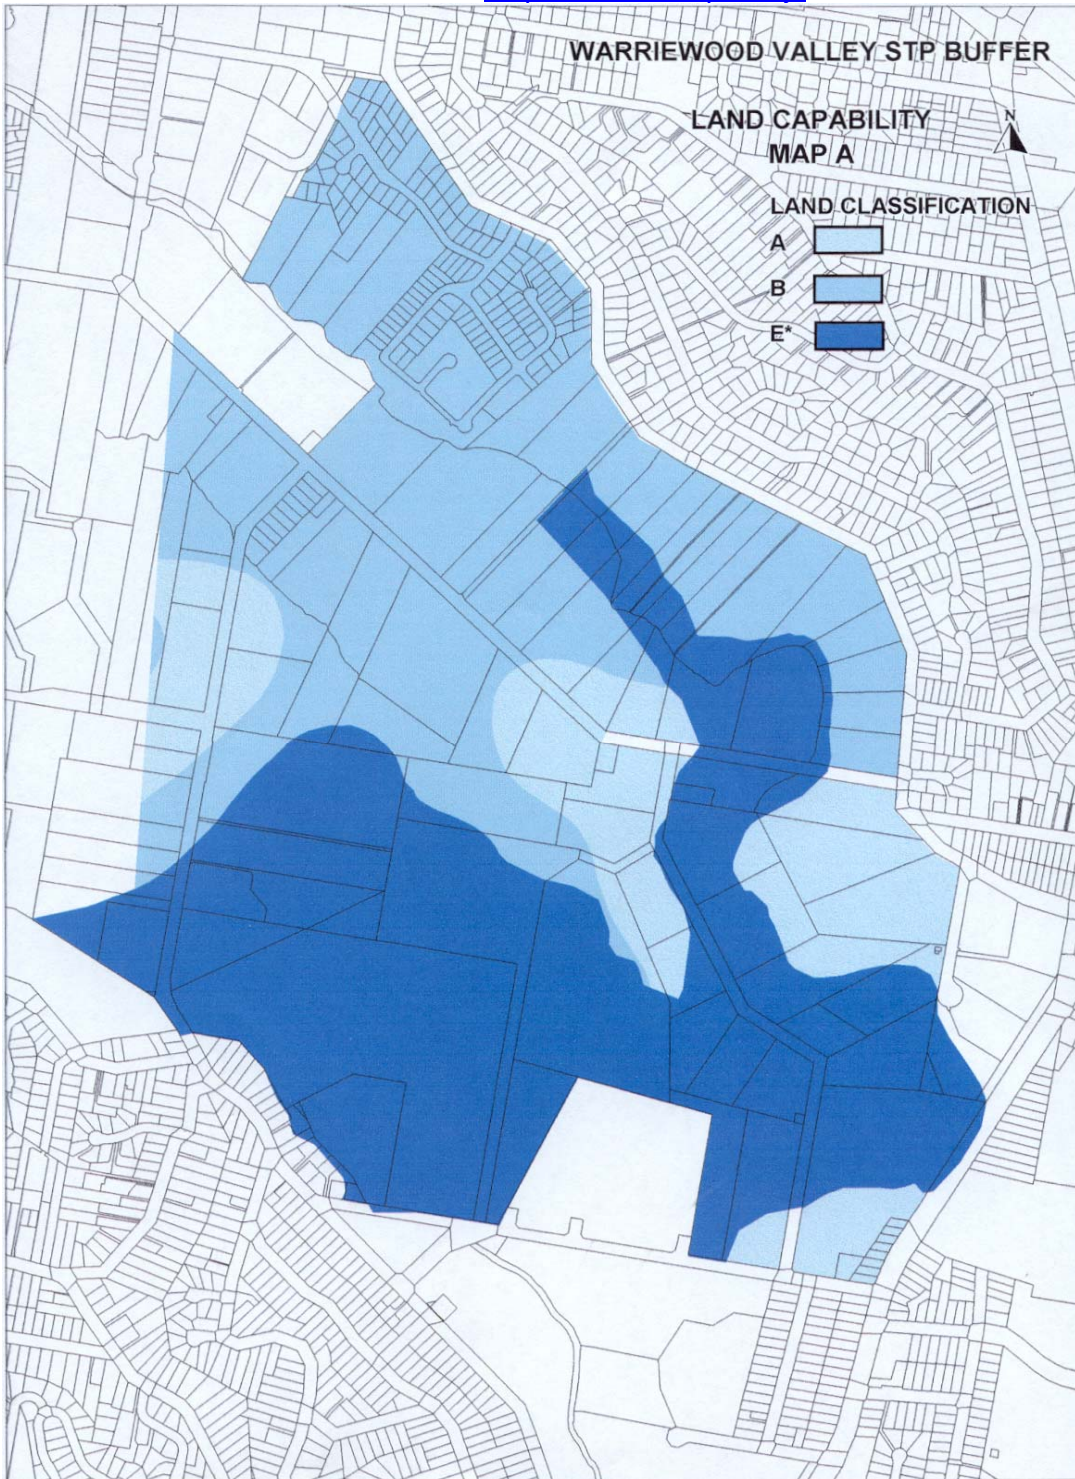 WARRIEWOOD VALLEY STP BUFFER
LAND CAPABILITY
MAP A
N
LAND CLASSIFICATION
A
B
E*